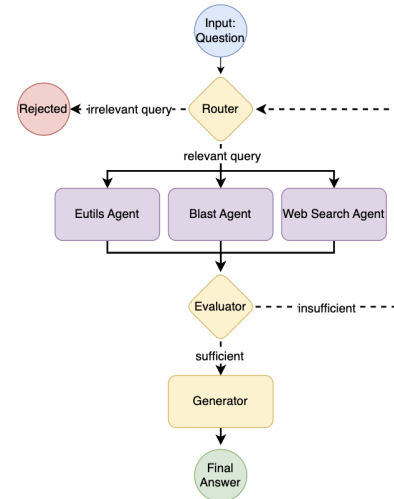 Input:
Question
Rejected
irrelevant query
Router
relevant query
Eutils Agent
Blast Agent
Web Search Agent
Evaluator
insufficient
sufficient
Generator
Final
Answer